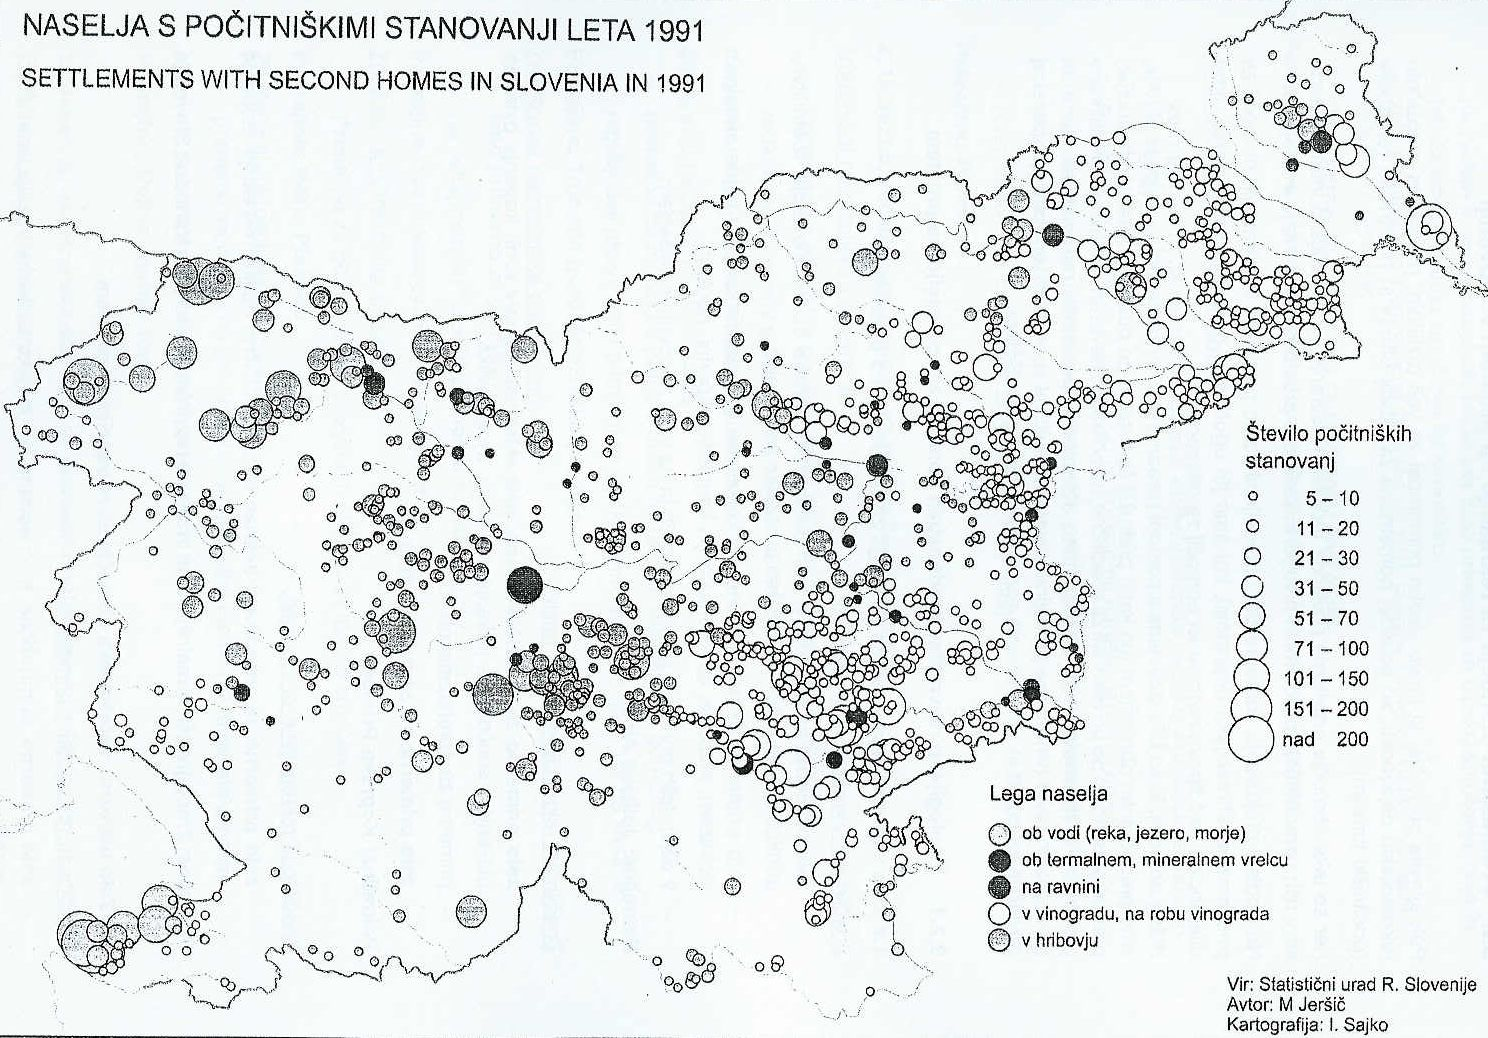 NASELJA S POČITNIŠKIMI STANOVANJI LETA 1991
SETTLEMENTS WITH SECOND HOMES IN SLOVENIA IN 1991
Število počitniških
stanovanj
5 – 10
11 – 20
21 – 30
31 – 50
51 – 70
71 – 100
101 – 150
151 – 200
nad 200
Lega naselja
ob vodi (reka, jezero, morje)
ob termalnem, mineralnem vrelcu
na ravnini
v vinogradu, na robu vinograda
v hribovju
Vir: Statistični urad R. Slovenije
Avtor: M Jeršič
Kartografija: I. Sajko